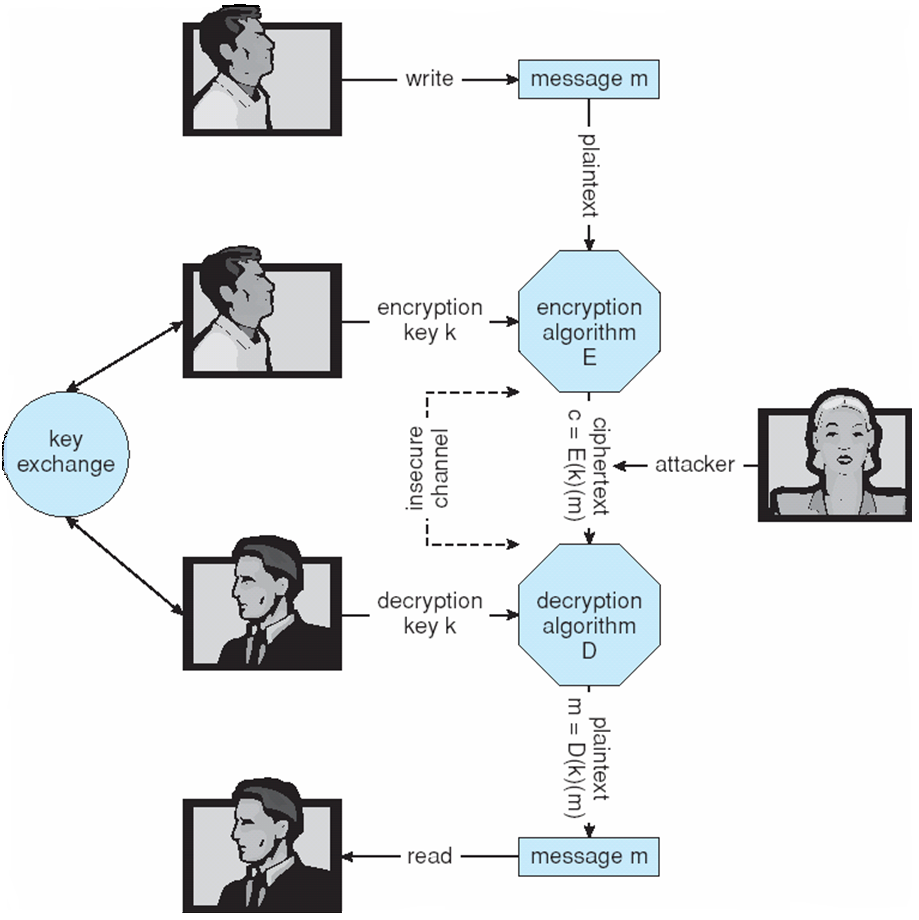 write
message m
plaintext
encryption
key k
encryption
algorithm
E
key
exchange
insecure
channel
ciphertext
c = E(k)(m)
attacker
decryption
key k
decryption
algorithm
D
plaintext
m = D(k)(m)
read
message m